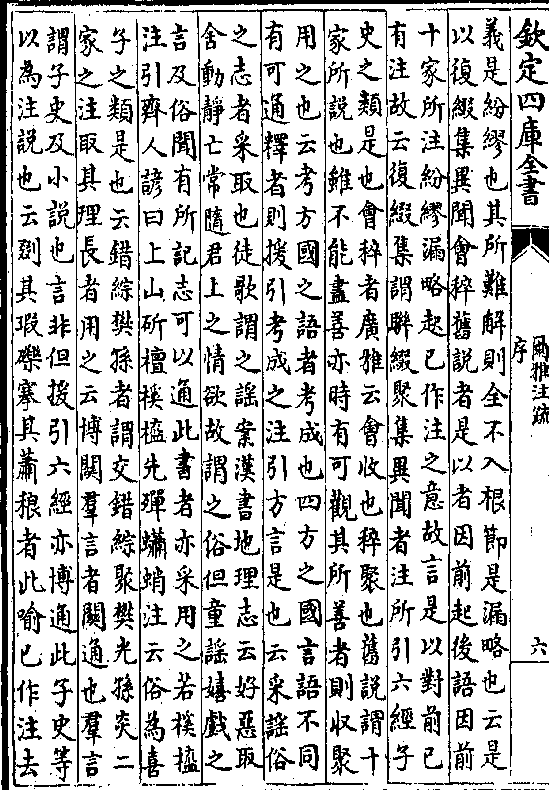 欽定四庫全書
爾雅注疏
序
六
義是紛繆也其所難解則全不入根節是漏略也云是
以復綴集異聞會稡舊說者是以者因前起後語因前
十家所注紛繆漏略起已作注之意故言是以對前已
有注故云復綴集謂聨綴聚集異聞者注所引六經子
史之類是也會稡者廣雅云會收也稡聚也舊說謂十
家所說也雖不能盡善亦時有可觀其所善者則収聚
用之也云考方國之語者考成也四方之國言語不同
有可通釋者則援引考成之注引方言是也云采謡俗
之志者采取也徒歌謂之謡案漢書地理志云好惡取
舍動靜亡常隨君上之情欲故謂之俗但童謡嬉戲之
言及俗聞有所記志可以通此書者亦采用之若樸橀
注引齊人諺曰上山斫檀樸橀先殫蠨蛸注云俗為喜
子之類是也云錯綜樊孫者謂交錯綜聚樊光孫炎二
家之注取其理長者用之云博闗羣言者闗通也羣言
謂子史及小說也言非但援引六經亦博通此子史等
以為注說也云剟其瑕礫搴其蕭稂者此喻已作注去